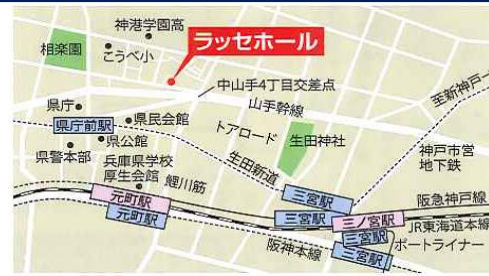 神港学園高
相楽園
こうべ小
ラッセホール
中山手4丁目交差点
山手幹線
至新神戸
県庁
県民会館
県庁前駅
県公館
トアロード
生田神社
神戸市営
地下鉄
県警本部
兵庫県学校
厚生会館
鯉川筋
生田新道
三宮駅
阪急神戸線
元町駅
三宮駅
三ノ宮駅
元町駅
JR東海道本線
三宮駅
ポートライナー
阪神本線
三宮駅